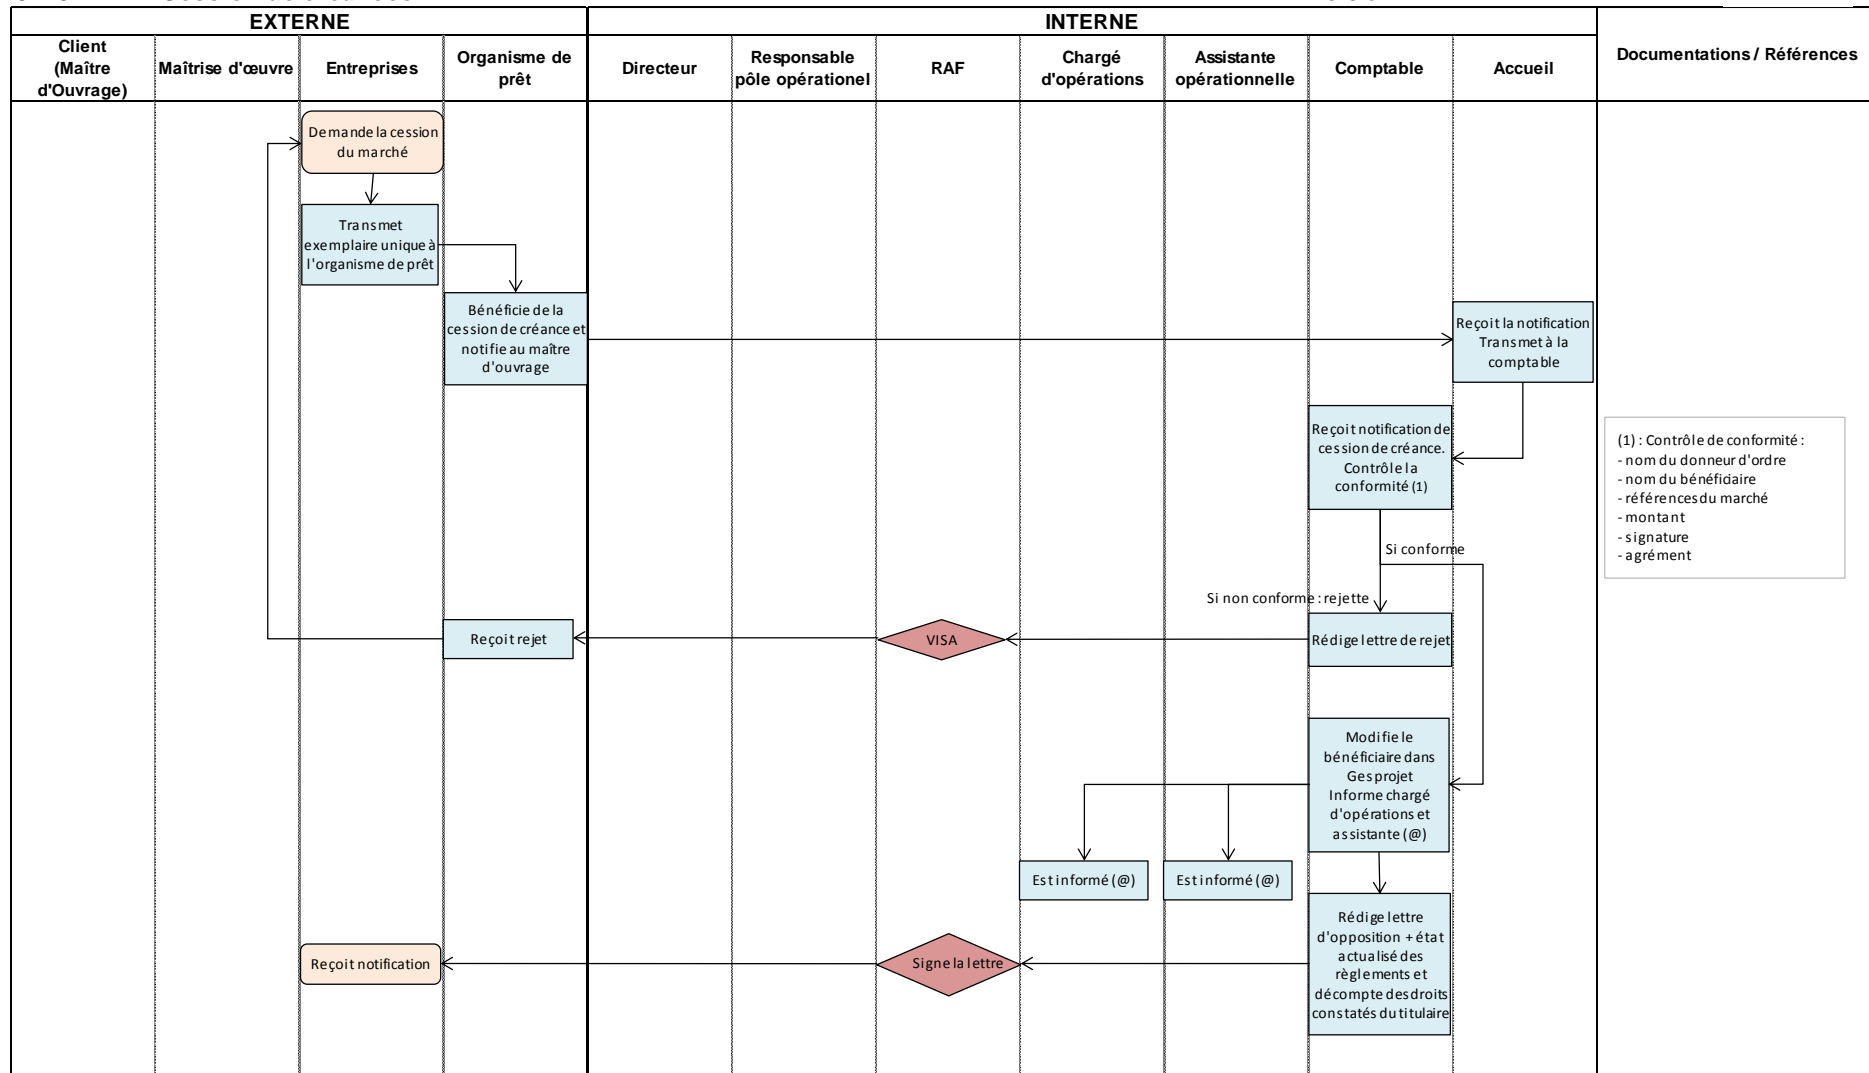 EXTERNE
INTERNE
Client
(Maître
d'Ouvrage)
Maîtrise d'œuvre
Entreprises
Organisme de
prêt
Directeur
Responsable
pôle opérationel
RAF
Chargé
d'opérations
Assistante
opérationnelle
Comptable
Accueil
Documentations / Références
Demande la cession
du marché
Transmet
exemplaire unique à
l'organisme de prêt
Bénéficie de la
cession de créance et
notifie au maître
d'ouvrage
Reçoit la notification
Transmet à la
comptable
Reçoit notification de
cession de créance.
Contrôle la
conformité (1)
(1) : Contrôle de conformité :
- nom du donneur d'ordre
- nom du bénéficiaire
- références du marché
- montant
- signature
- agrément
Si conforme
Si non conforme : rejette
Reçoit rejet
VISA
Rédige lettre de rejet
Modifie le
bénéficiaire dans
Gesprojet
Informe chargé
d'opérations et
assistante (@)
Est informé (@)
Est informé (@)
Rédige lettre
d'opposition + état
actualisé des
règlements et
décompte des droits
constatés du titulaire
Reçoit notification
Signe la lettre